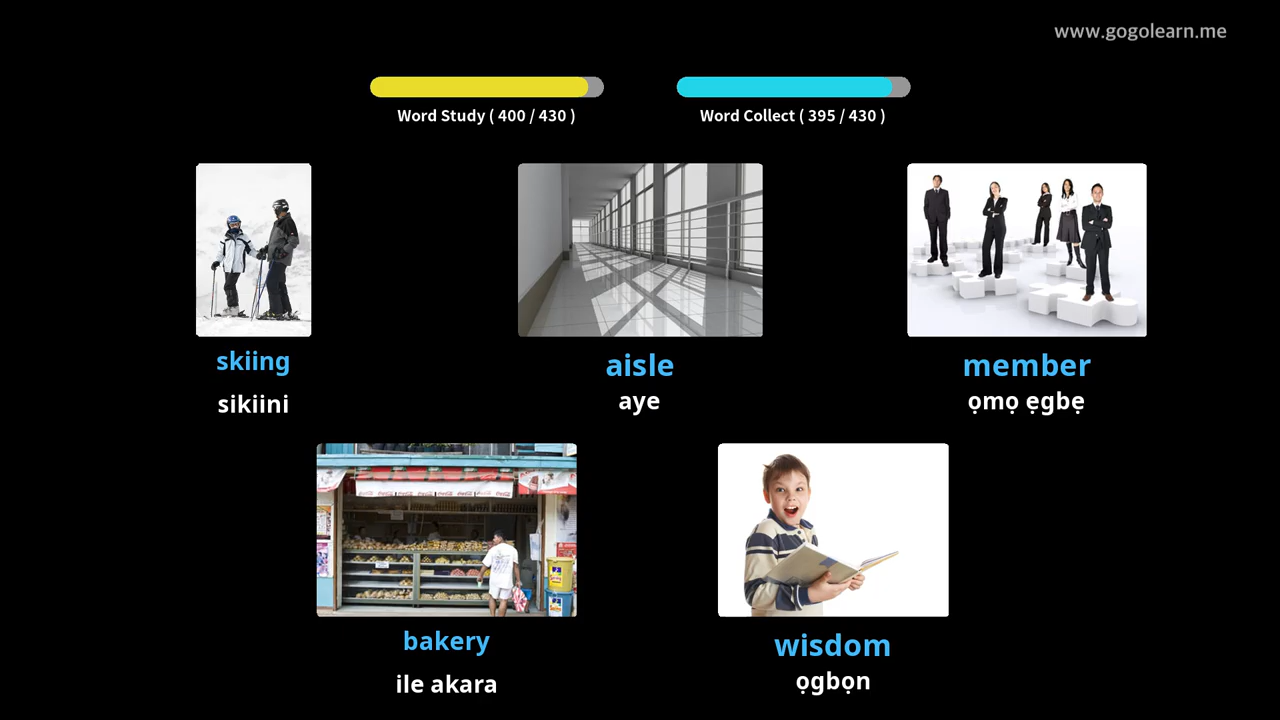 www.gogolearn.me
Word Study ( 400 / 430 )
Word Collect ( 395 / 430 )
skiing
sikiini
aisle
aye
member
ọmọ ẹgbẹ
bakery
ile akara
wisdom
ọgbọn